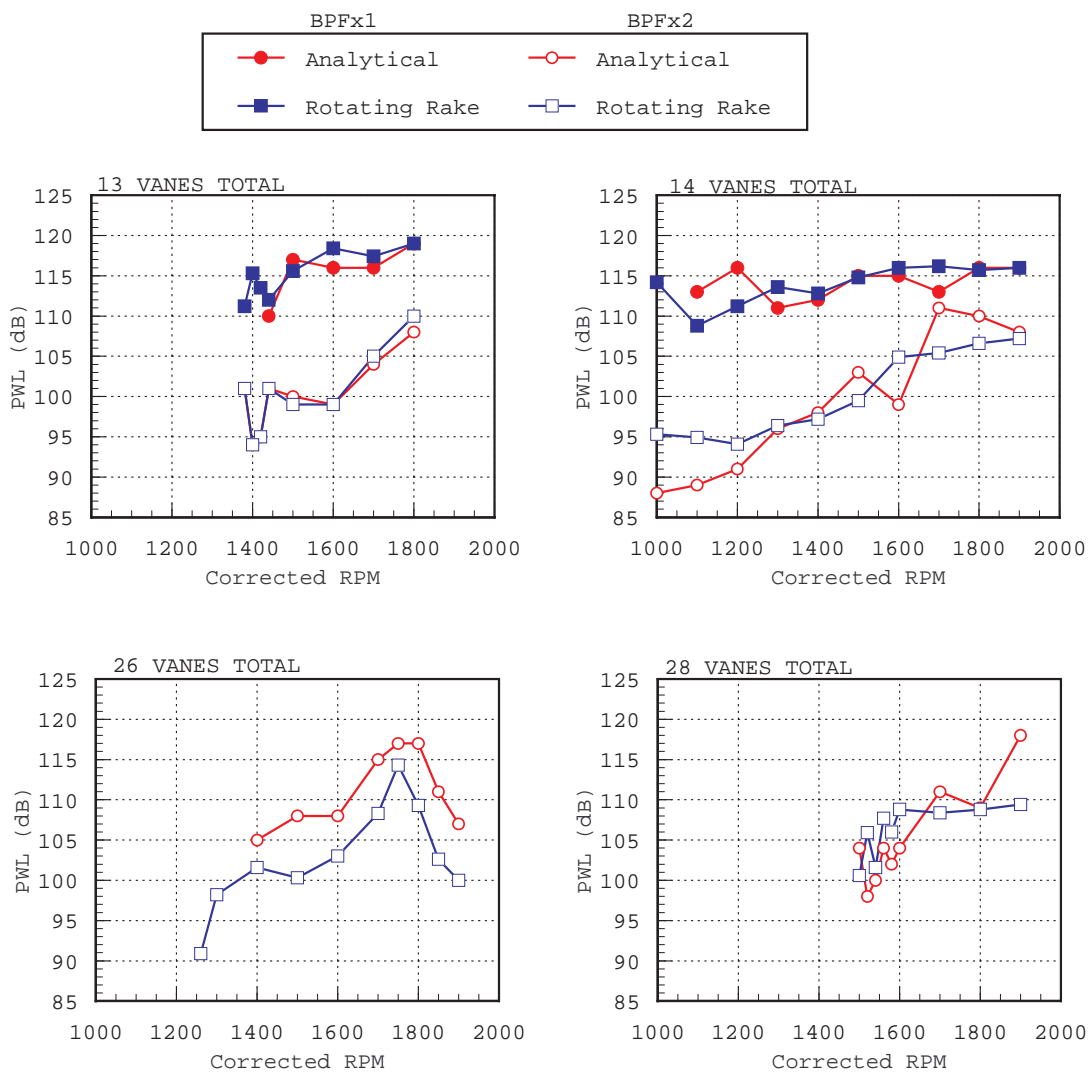 BPFx1 BPFx2
Analytical Analytical
Rotating Rake Rotating Rake
13 VANES TOTAL
125
120
115
110
105
100
95
90
85
PWL (dB)
1000 1200 1400 1600 1800 2000
Corrected RPM
14 VANES TOTAL
125
120
115
110
105
100
95
90
85
PWL (dB)
1000 1200 1400 1600 1800 2000
Corrected RPM
26 VANES TOTAL
125
120
115
110
105
100
95
90
85
PWL (dB)
1000 1200 1400 1600 1800 2000
Corrected RPM
28 VANES TOTAL
125
120
115
110
105
100
95
90
85
PWL (dB)
1000 1200 1400 1600 1800 2000
Corrected RPM